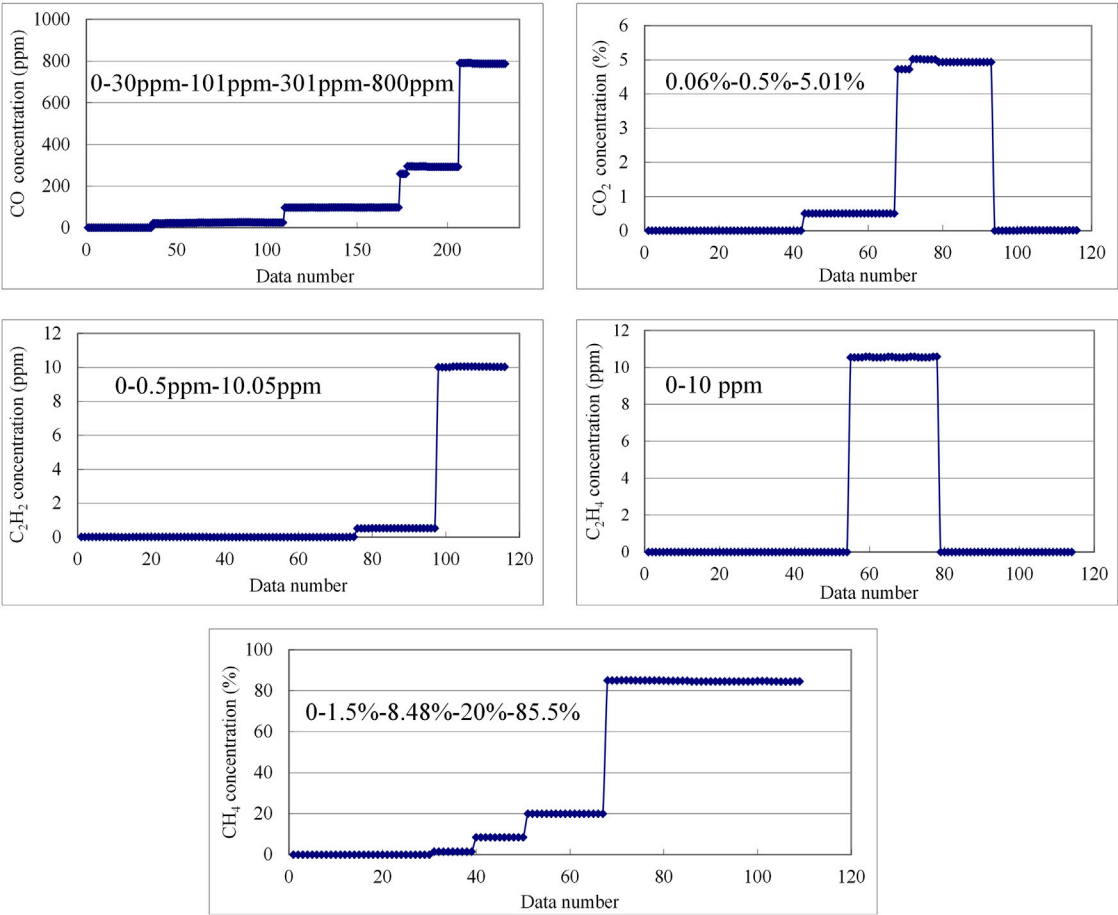 CO concentration (ppm)
1000
800
600
400
200
0
0-30ppm-101ppm-301ppm-800ppm
0 50 100 150 200
Data number
CO2 concentration (%)
6
5
4
3
2
1
0
0.06%-0.5%-5.01%
0 20 40 60 80 100 120
Data number
C2H2 concentration (ppm)
12
10
8
6
4
2
0
0-0.5ppm-10.05ppm
0 20 40 60 80 100 120
Data number
C2H4 concentration (ppm)
12
10
8
6
4
2
0
0-10 ppm
0 20 40 60 80 100 120
Data number
CH4 concentration (%)
100
80
60
40
20
0
0-1.5%-8.48%-20%-85.5%
0 20 40 60 80 100 120
Data number